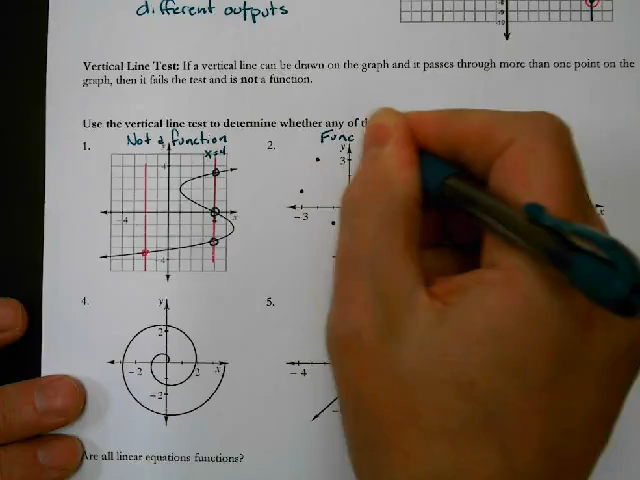 different outputs
Vertical Line Test: If a vertical line can be drawn on the graph and it passes through more than one point on the
graph, then it fails the test and is not a function.
Use the vertical line test to determine whether any of
Not a function
Func
x=4
1.
2.
y
3
-3
x
-4
x
-4
4.
5.
y
2
-2
2
x
-2
-4
Are all linear equations functions?